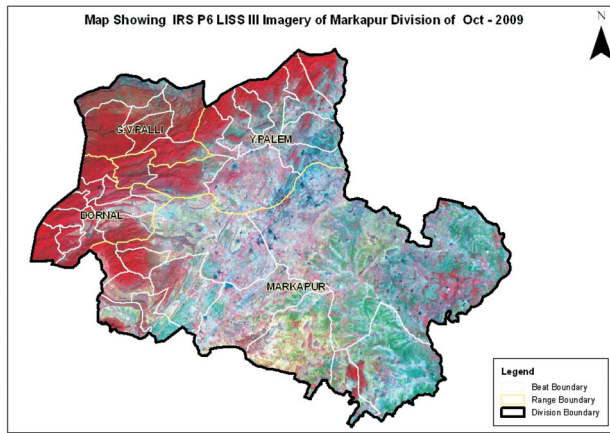 Map Showing IRS P6 LISS III Imagery of Markapur Division of Oct - 2009
N
G.V.PALLI
Y.PALEM
DORNAL
MARKAPUR
Legend
Beat Boundary
Range Boundary
Division Boundary